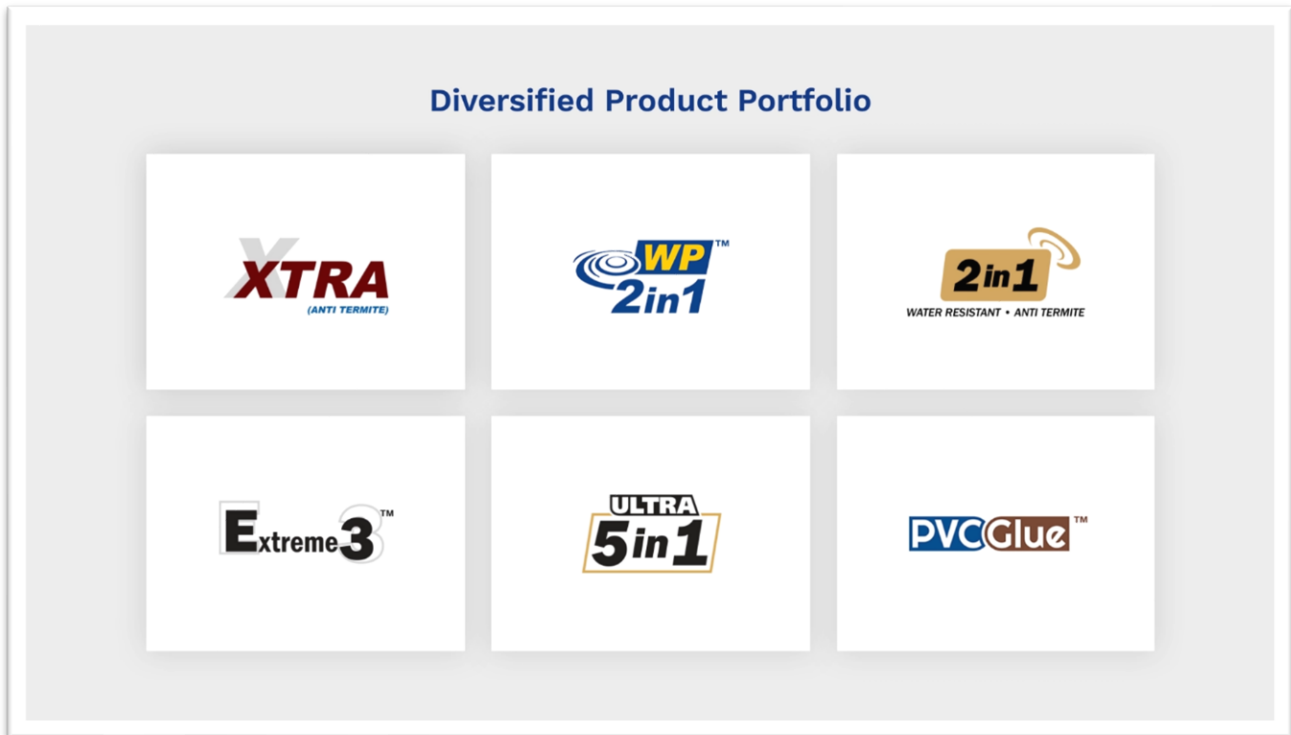 Diversified Product Portfolio
XTRA
(ANTI TERMITE)
WP™
2in1
2in1
WATER RESISTANT • ANTI TERMITE
Extreme3™
ULTRA
5in1
PVCGlue™